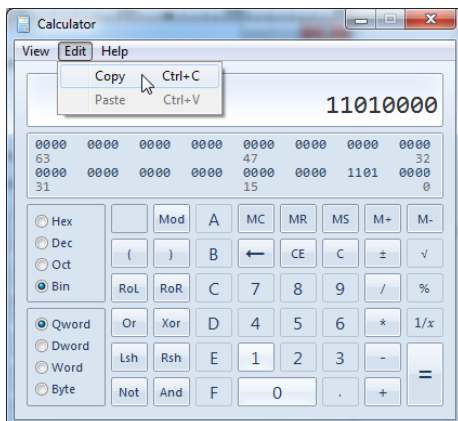 Calculator
View Edit Help
Copy Ctrl+C
Paste Ctrl+V
11010000
0000 0000 0000 0000 0000 0000 0000 0000
63 47 32
0000 0000 0000 0000 0000 0000 1101 0000
31 15 0
Hex Mod A MC MR MS M+ M-
Dec
Oct ( ) B ← CE C ± √
Bin RoL RoR C 7 8 9 / %
Qword Or Xor D 4 5 6 * 1/x
Dword
Word Lsh Rsh E 1 2 3 - =
Byte Not And F 0 . +